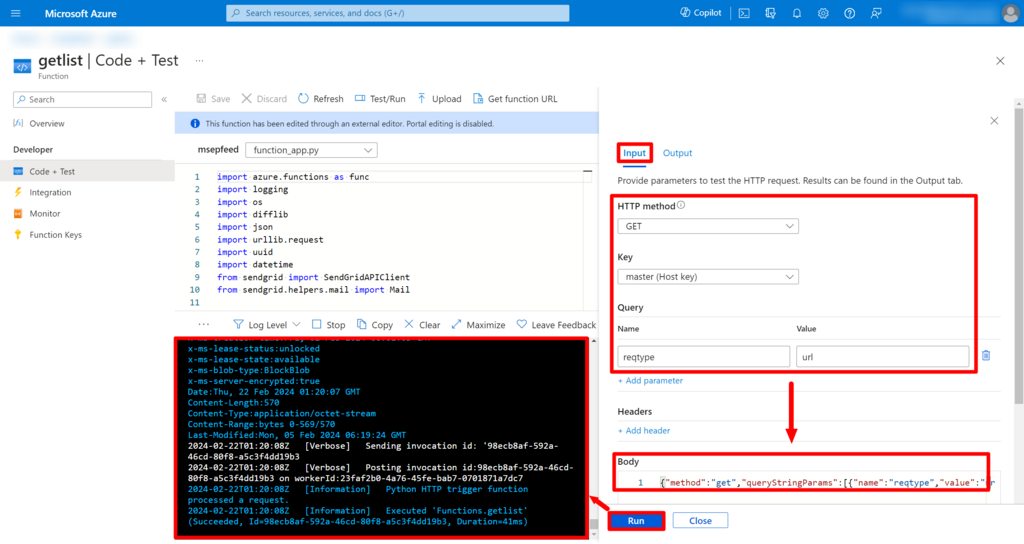 Microsoft Azure
Search resources, services, and docs (G+/)
Copilot
getlist | Code + Test
...
Function
Search
«
Overview
Developer
Code + Test
Integration
Monitor
Function Keys
Save
Discard
Refresh
Test/Run
Upload
Get function URL
This function has been edited through an external editor. Portal editing is disabled.
msepfeed
function_app.py
1 import azure.functions as func
2 import logging
3 import os
4 import difflib
5 import json
6 import urllib.request
7 import uuid
8 import datetime
9 from sendgrid import SendGridAPIClient
10 from sendgrid.helpers.mail import Mail
11
...
Log Level
Stop
Copy
Clear
Maximize
Leave Feedback
x-ms-lease-status:unlocked
x-ms-lease-state:available
x-ms-blob-type:BlockBlob
x-ms-server-encrypted:true
Date:Thu, 22 Feb 2024 01:20:07 GMT
Content-Length:570
Content-Type:application/octet-stream
Content-Range:bytes 0-569/570
Last-Modified:Mon, 05 Feb 2024 06:19:24 GMT
2024-02-22T01:20:08Z [Verbose] Sending invocation id: '98ecb8af-592a-
46cd-80f8-a5c3f4dd19b3
2024-02-22T01:20:08Z [Verbose] Posting invocation id:98ecb8af-592a-46cd-
80f8-a5c3f4dd19b3 on workerId:23faf2b0-4a76-45fe-bab7-0701871a7dc7
2024-02-22T01:20:08Z [Information] Python HTTP trigger function
processed a request.
2024-02-22T01:20:08Z [Information] Executed 'Functions.getlist'
(Succeeded, Id=98ecb8af-592a-46cd-80f8-a5c3f4dd19b3, Duration=41ms)
Input
Output
Provide parameters to test the HTTP request. Results can be found in the Output tab.
HTTP method
GET
Key
master (Host key)
Query
Name
Value
reqtype
url
+ Add parameter
Headers
+ Add header
Body
1 {"method":"get","queryStringParams":[{"name":"reqtype","value":"
Run
Close